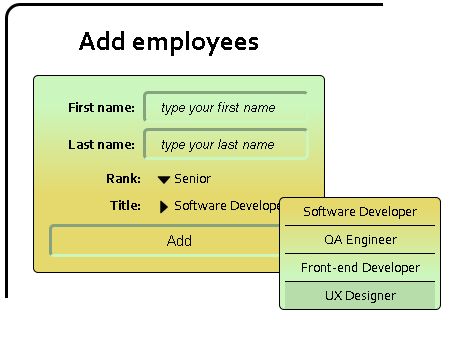 Add employees
First name: type your first name
Last name: type your last name
Rank: Senior
Title: Software Develope
Add
Software Developer
QA Engineer
Front-end Developer
UX Designer